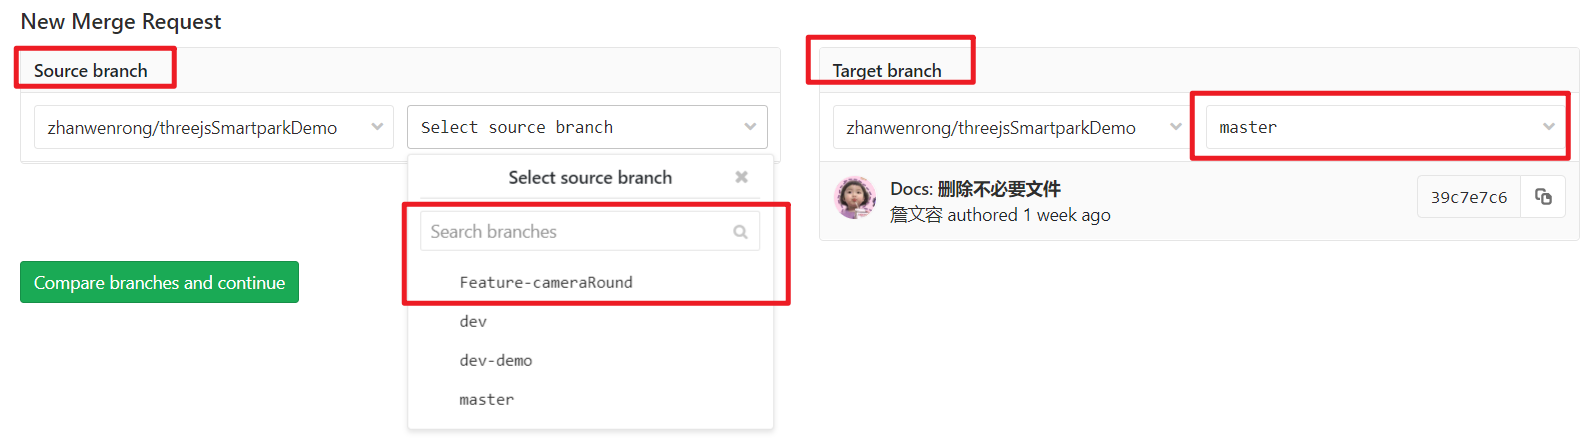 New Merge Request
Source branch
zhanwenrong/threejsSmartparkDemo
Select source branch
Select source branch
Search branches
Feature-cameraRound
dev
dev-demo
master
Compare branches and continue
Target branch
zhanwenrong/threejsSmartparkDemo
master
Docs: 删除不必要文件
詹文容 authored 1 week ago
39c7e7c6